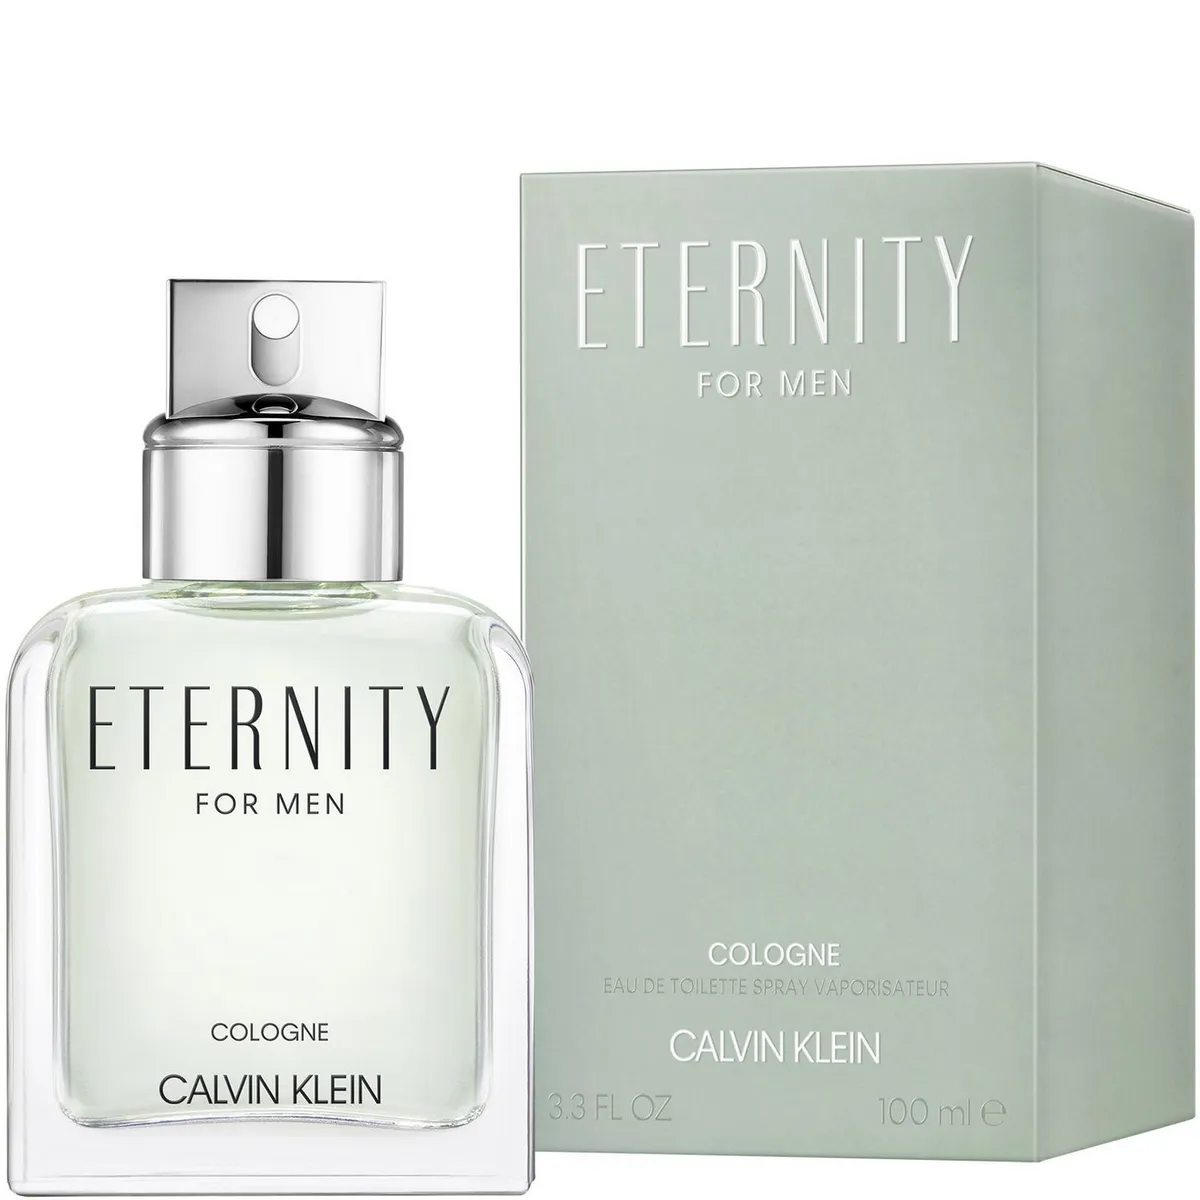 ETERNITY
FOR MEN
COLOGNE
CALVIN KLEIN
ETERNITY
FOR MEN
COLOGNE
EAU DE TOILETTE SPRAY VAPORISATEUR
CALVIN KLEIN
3.3 FL OZ 100 ml ℮